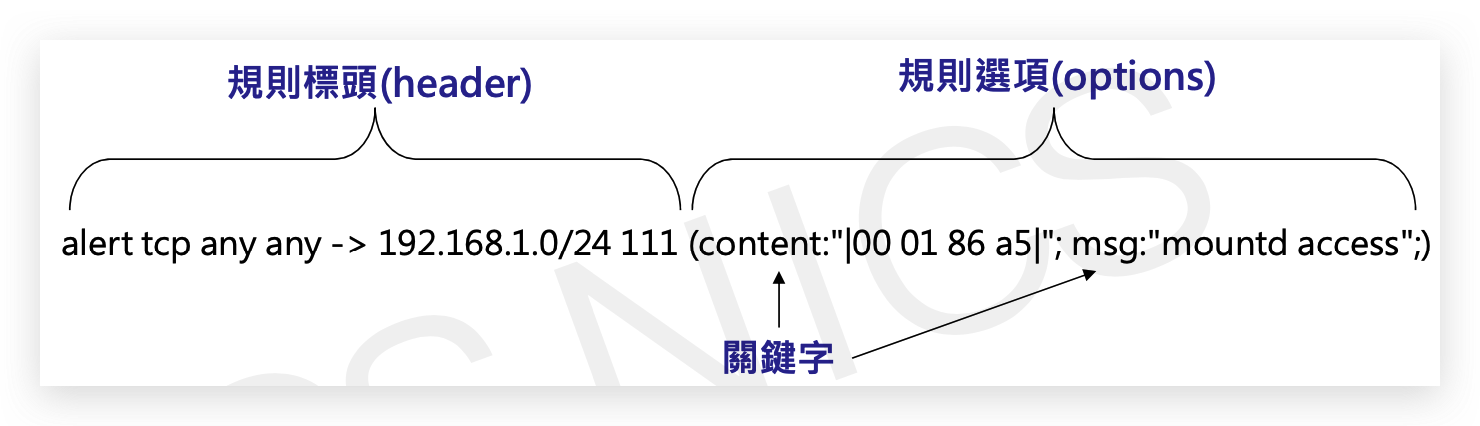 規則標頭(header)
規則選項(options)
alert tcp any any -> 192.168.1.0/24 111 (content:"|00 01 86 a5|"; msg:"mountd access";)
關鍵字
S NICS